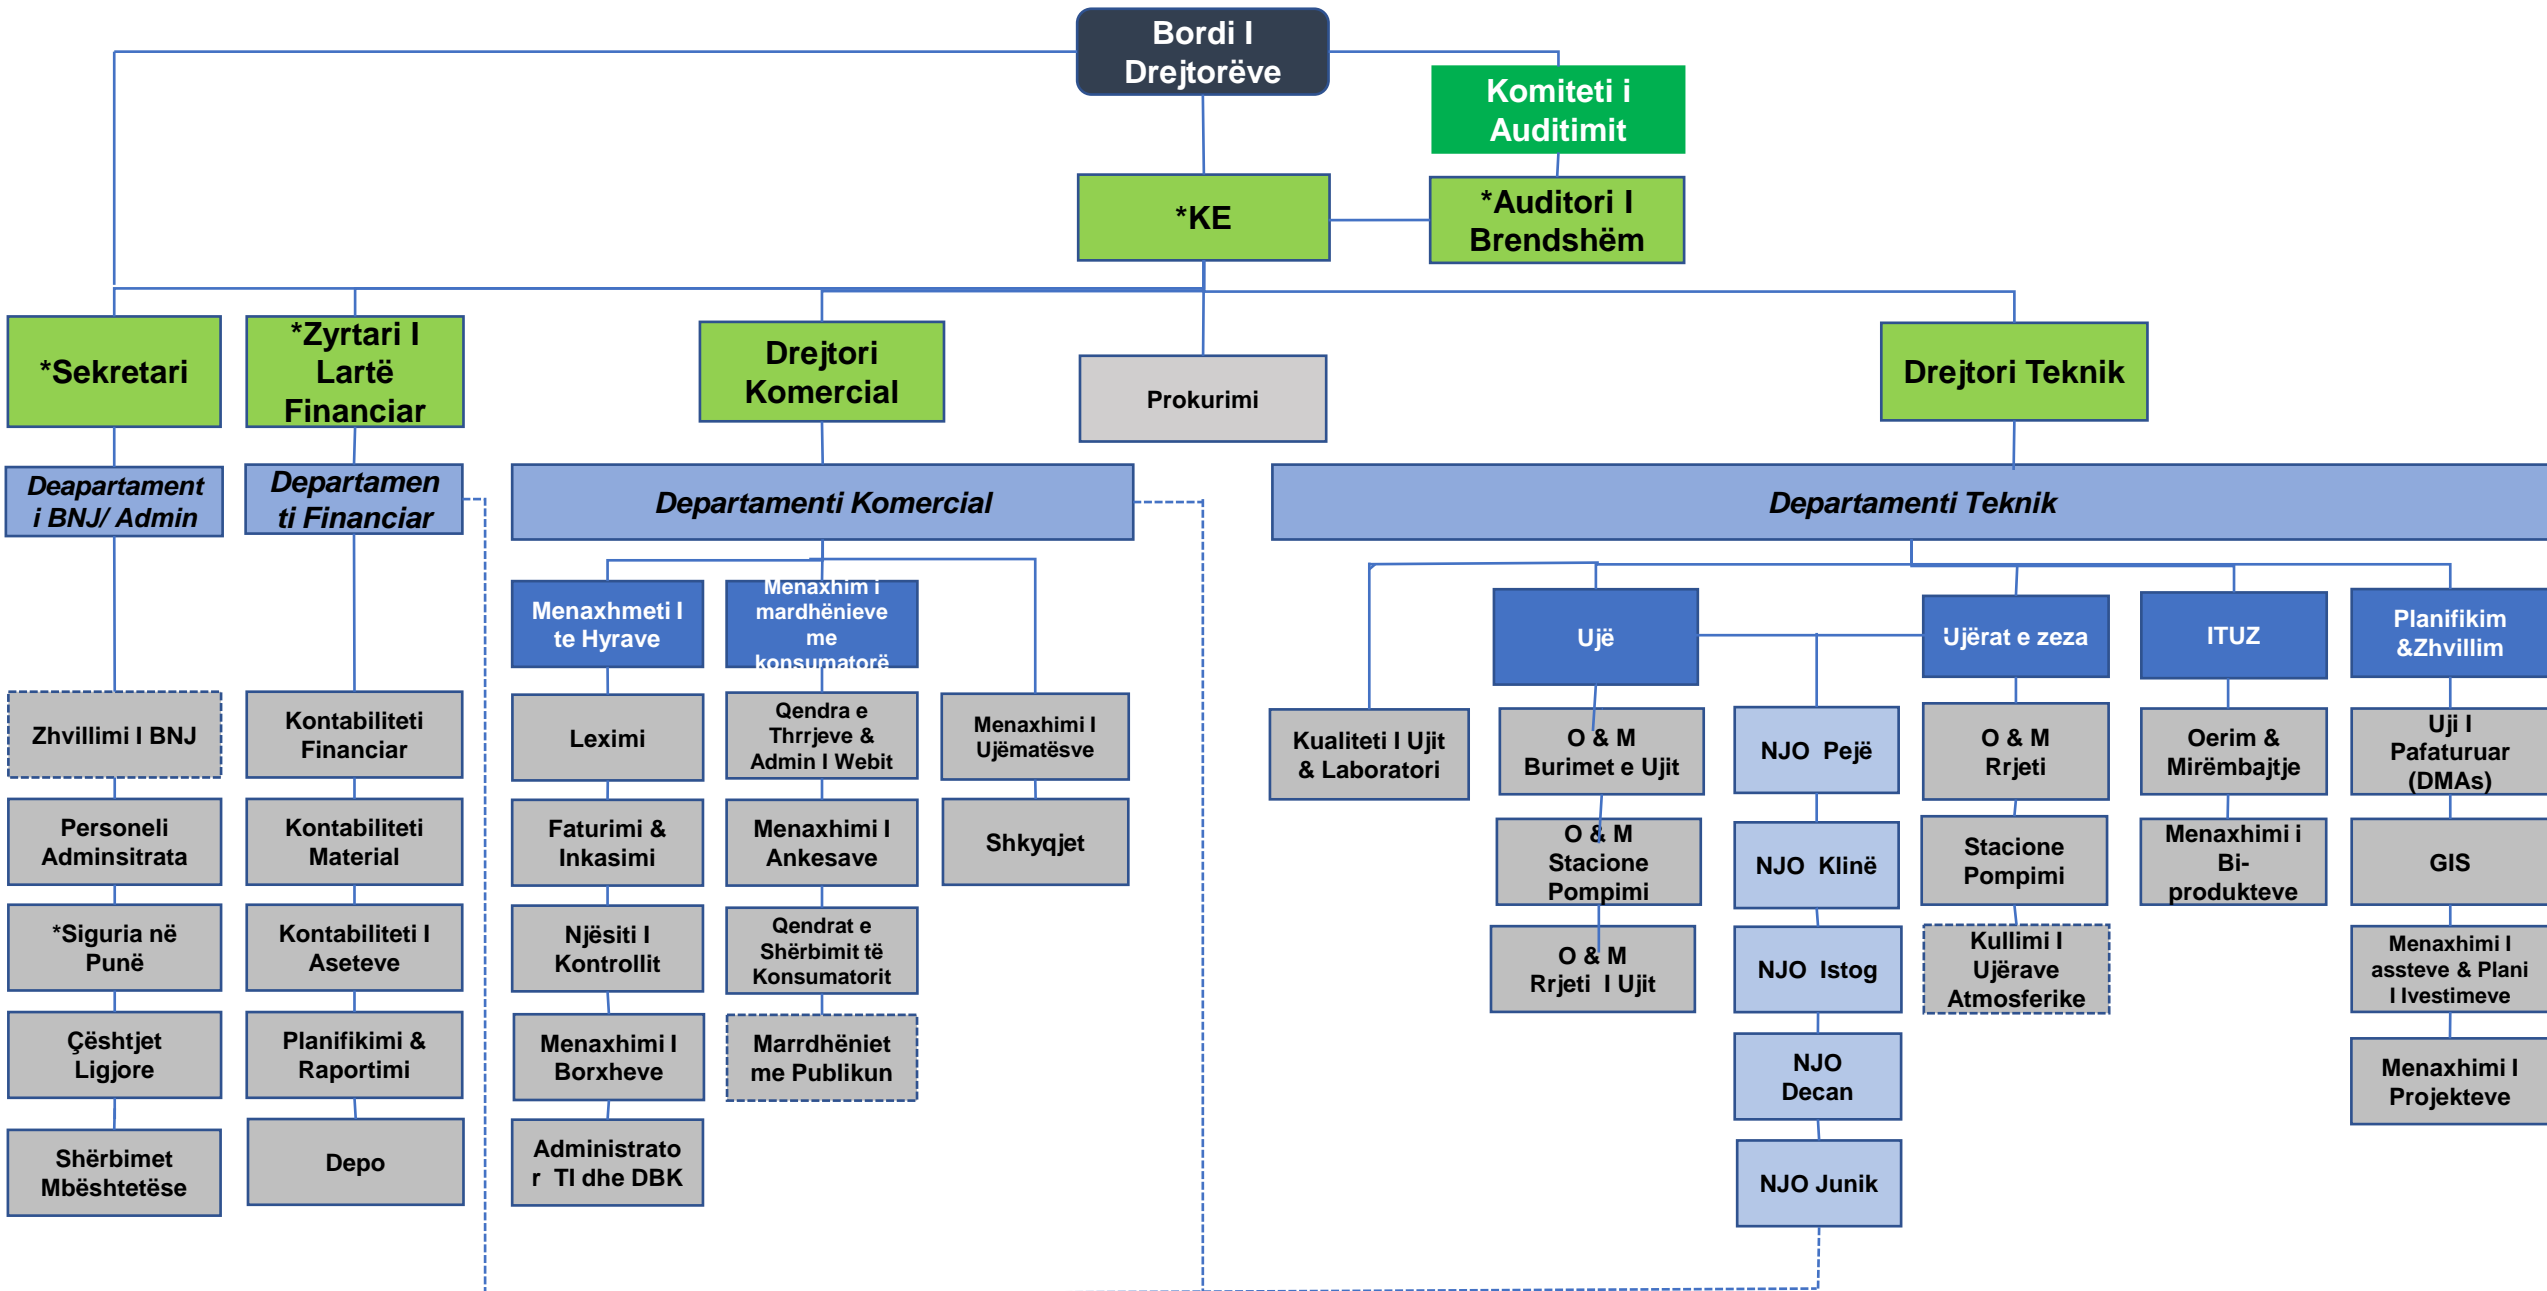 Bordi I
Drejtorëve
Komiteti i
Auditimit
*KE
*Auditori I
Brendshëm
*Sekretari
*Zyrtari I
Lartë
Financiar
Drejtori
Komercial
Prokurimi
Drejtori Teknik
Deapartament
i BNJ/ Admin
Departamen
ti Financiar
Departamenti Komercial
Departamenti Teknik
Menaxhmeti I
te Hyrave
Menaxhim i
mardhënieve
me
konsumatorë
Ujë
Ujërat e zeza
ITUZ
Planifikim
&Zhvillim
Zhvillimi I BNJ
Personeli
Adminsitrata
*Siguria në
Punë
Çështjet
Ligjore
Shërbimet
Mbështetëse
Kontabiliteti
Financiar
Kontabiliteti
Material
Kontabiliteti I
Aseteve
Planifikimi &
Raportimi
Depo
Leximi
Faturimi &
Inkasimi
Njësiti I
Kontrollit
Menaxhimi I
Borxheve
Administrato
r  TI dhe DBK
Qendra e
Thrrjeve &
Admin I Webit
Menaxhimi I
Ankesave
Qendrat e
Shërbimit të
Konsumatorit
Marrdhëniet
me Publikun
Menaxhimi I
Ujëmatësve
Shkyqjet
Kualiteti I Ujit
& Laboratori
O & M
Burimet e Ujit
O & M
Stacione
Pompimi
O & M
Rrjeti  I Ujit
NJO  Pejë
NJO  Klinë
NJO  Istog
NJO
Decan
NJO Junik
O & M
Rrjeti
Stacione
Pompimi
Kullimi I
Ujërave
Atmosferike
Oerim &
Mirëmbajtje
Menaxhimi i
Bi-
produkteve
Uji I
Pafaturuar
(DMAs)
GIS
Menaxhimi I
assteve & Plani
I Ivestimeve
Menaxhimi I
Projekteve